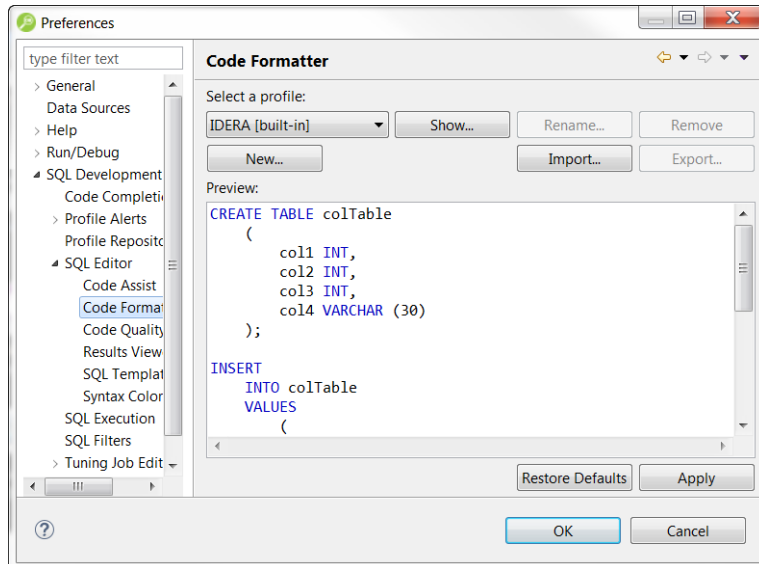 Preferences
type filter text
General
Data Sources
Help
Run/Debug
SQL Development
Code Completi
Profile Alerts
Profile Reposito
SQL Editor
Code Assist
Code Format
Code Quality
Results View
SQL Templat
Syntax Color
SQL Execution
SQL Filters
Tuning Job Edit
Code Formatter
Select a profile:
IDERA [built-in]
Show...
Rename...
Remove
New...
Import...
Export...
Preview:
CREATE TABLE colTable
(
col1 INT,
col2 INT,
col3 INT,
col4 VARCHAR (30)
);
INSERT
INTO colTable
VALUES
(
Restore Defaults
Apply
OK
Cancel